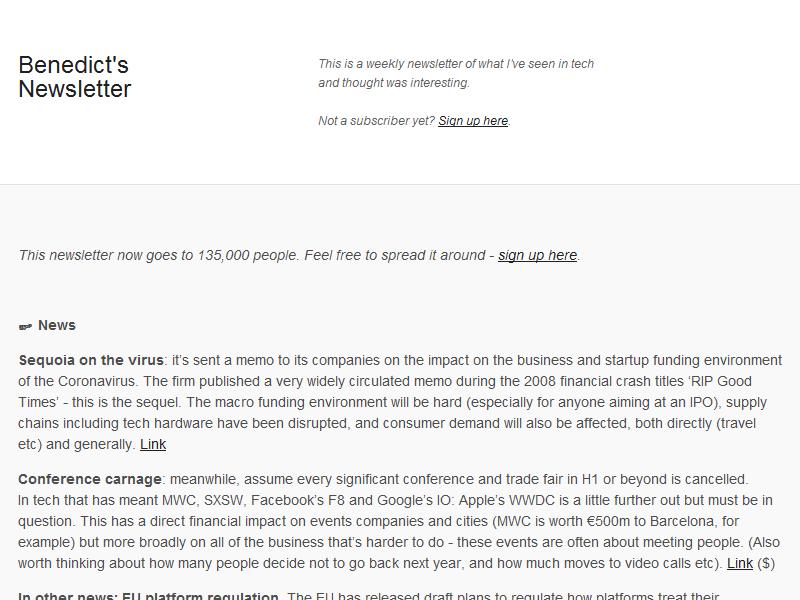 Benedict's
Newsletter
This is a weekly newsletter of what I've seen in tech
and thought was interesting.
Not a subscriber yet? Sign up here.
This newsletter now goes to 135,000 people. Feel free to spread it around - sign up here.
News
Sequoia on the virus: it's sent a memo to its companies on the impact on the business and startup funding environment
of the Coronavirus. The firm published a very widely circulated memo during the 2008 financial crash titles ‘RIP Good
Times’ - this is the sequel. The macro funding environment will be hard (especially for anyone aiming at an IPO), supply
chains including tech hardware have been disrupted, and consumer demand will also be affected, both directly (travel
etc) and generally. Link
Conference carnage: meanwhile, assume every significant conference and trade fair in H1 or beyond is cancelled.
In tech that has meant MWC, SXSW, Facebook’s F8 and Google’s IO: Apple’s WWDC is a little further out but must be in
question. This has a direct financial impact on events companies and cities (MWC is worth €500m to Barcelona, for
example) but more broadly on all of the business that’s harder to do - these events are often about meeting people. (Also
worth thinking about how many people decide not to go back next year, and how much moves to video calls etc). Link ($)
In other news: EU platform regulation. The EU has released draft plans to regulate how platforms treat their